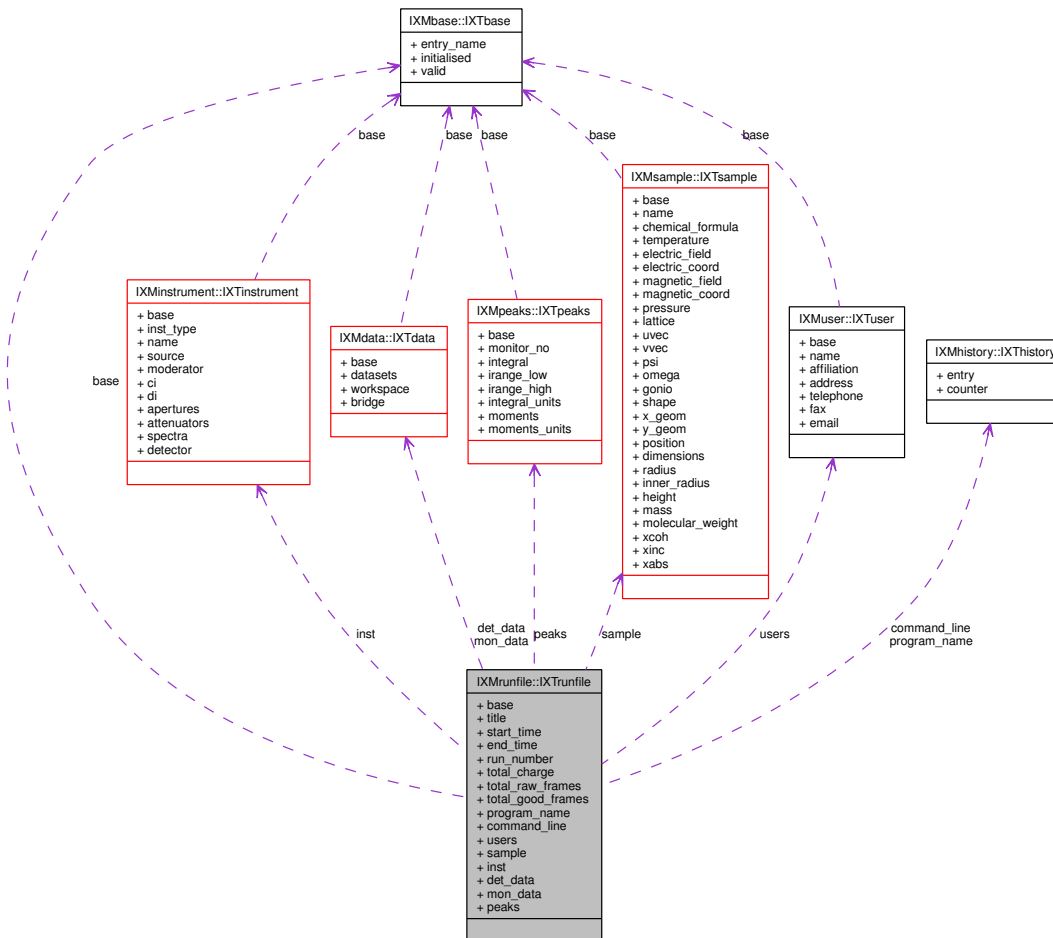 IXMbase::IXTbase
+ entry_name
+ initialised
+ valid
base
base
base
base
base
IXMsample::IXTsample
+ base
+ name
+ chemical_formula
+ temperature
+ electric_field
+ electric_coord
+ magnetic_field
+ magnetic_coord
+ pressure
+ lattice
+ uvec
+ vvec
+ psi
+ omega
+ gonio
+ shape
+ x_geom
+ y_geom
+ position
+ dimensions
+ radius
+ inner_radius
+ height
+ mass
+ molecular_weight
+ xcoh
+ xinc
+ xabs
IXMinstrument::IXTinstrument
+ base
+ inst_type
+ name
+ source
+ moderator
+ ci
+ di
+ apertures
+ attenuators
+ spectra
+ detector
IXMdata::IXTdata
+ base
+ datasets
+ workspace
+ bridge
IXMpeaks::IXTpeaks
+ base
+ monitor_no
+ integral
+ irange_low
+ irange_high
+ integral_units
+ moments
+ moments_units
IXMuser::IXTuser
+ base
+ name
+ affiliation
+ address
+ telephone
+ fax
+ email
IXMhistory::IXThistory
+ entry
+ counter
base
inst
det_data
mon_data
peaks
sample
users
command_line
program_name
IXMrunfile::IXTrunfile
+ base
+ title
+ start_time
+ end_time
+ run_number
+ total_charge
+ total_raw_frames
+ total_good_frames
+ program_name
+ command_line
+ users
+ sample
+ inst
+ det_data
+ mon_data
+ peaks